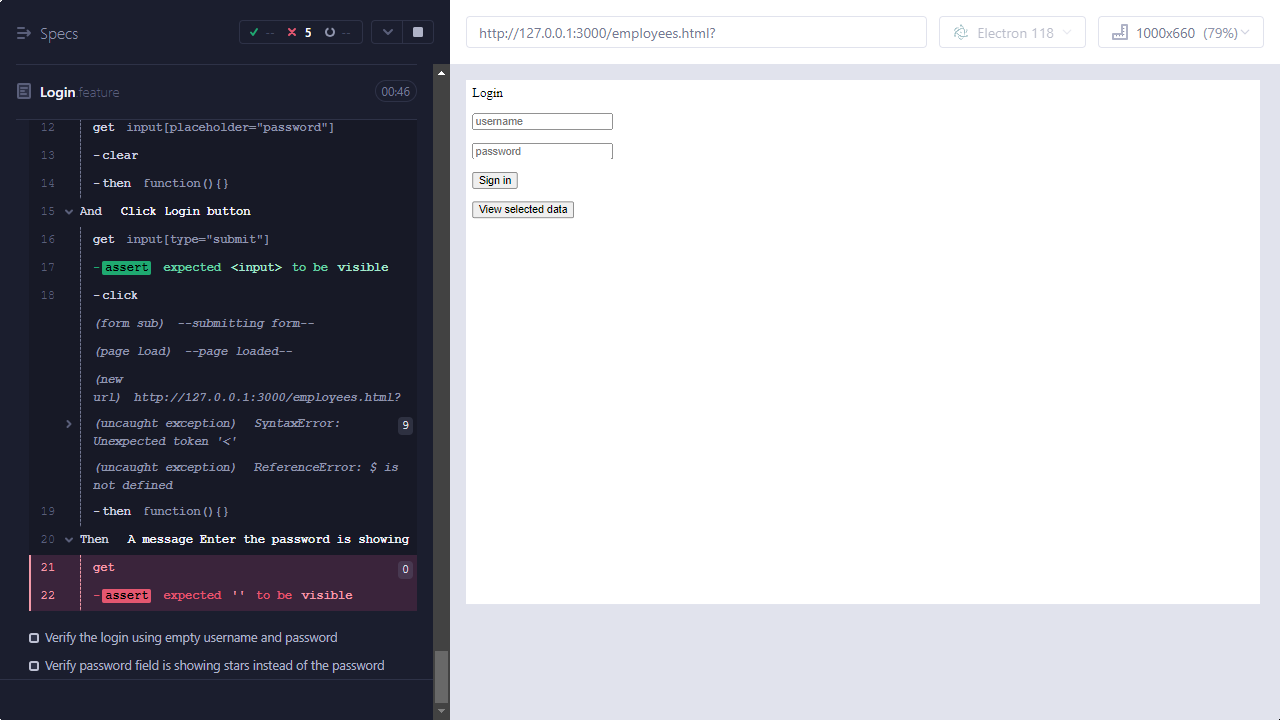 Specs
-- 5 --
Login.feature 00:46
12 get input[placeholder="password"]
13 -clear
14 -then function(){}
15 And Click Login button
16 get input[type="submit"]
17 -assert expected <input> to be visible
18 -click
(form sub) --submitting form--
(page load) --page loaded--
(new
url) http://127.0.0.1:3000/employees.html?
(uncaught exception) SyntaxError: 9
Unexpected token '<'
(uncaught exception) ReferenceError: $ is
not defined
19 -then function(){}
20 Then A message Enter the password is showing
21 get 0
22 -assert expected '' to be visible
Verify the login using empty username and password
Verify password field is showing stars instead of the password
http://127.0.0.1:3000/employees.html? Electron 118 1000x660 (79%)
Login
username
password
Sign in
View selected data